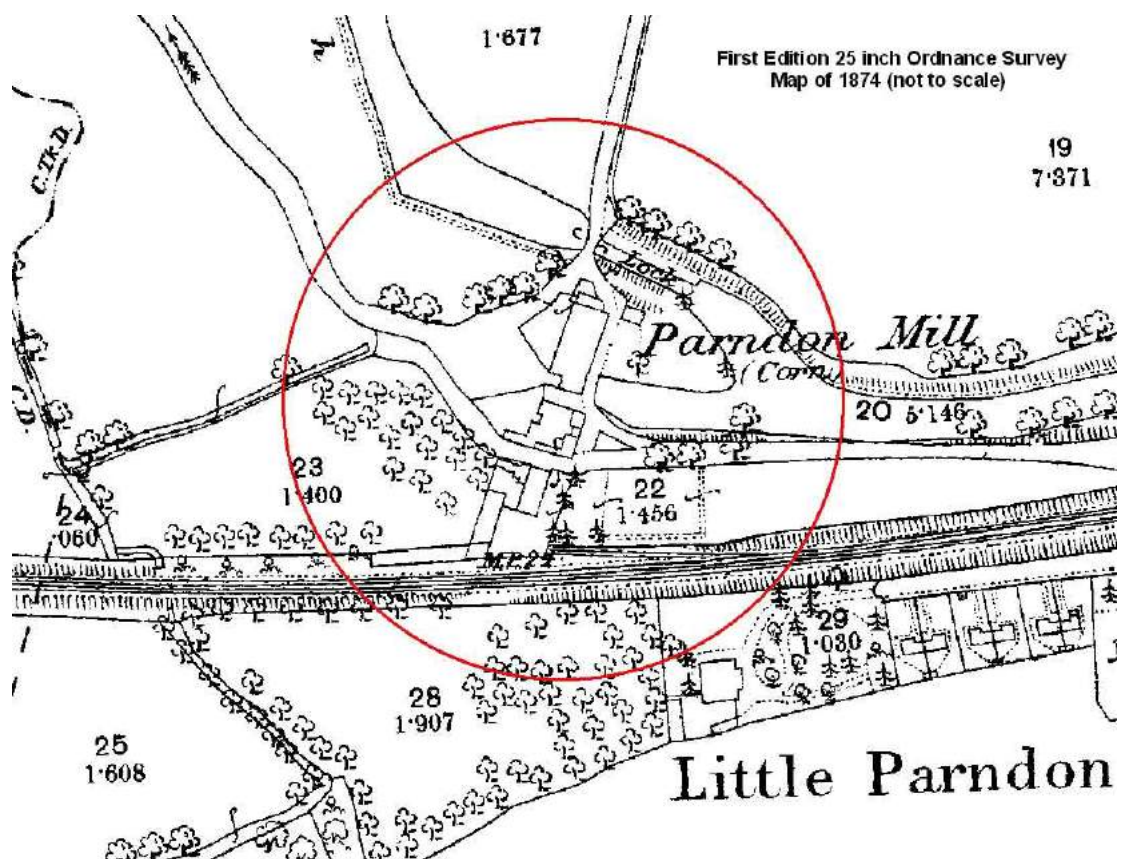 1·677
First Edition 25 inch Ordnance Survey
Map of 1874 (not to scale)
C.Tk.D.
19
7·371
Lock
Parndon Mill
(Corn)
20 5·146
C.D.
23
1·400
22
1·456
24
·060
M.P.24
29
1·030
28
1·907
25
1·608
Little Parndon